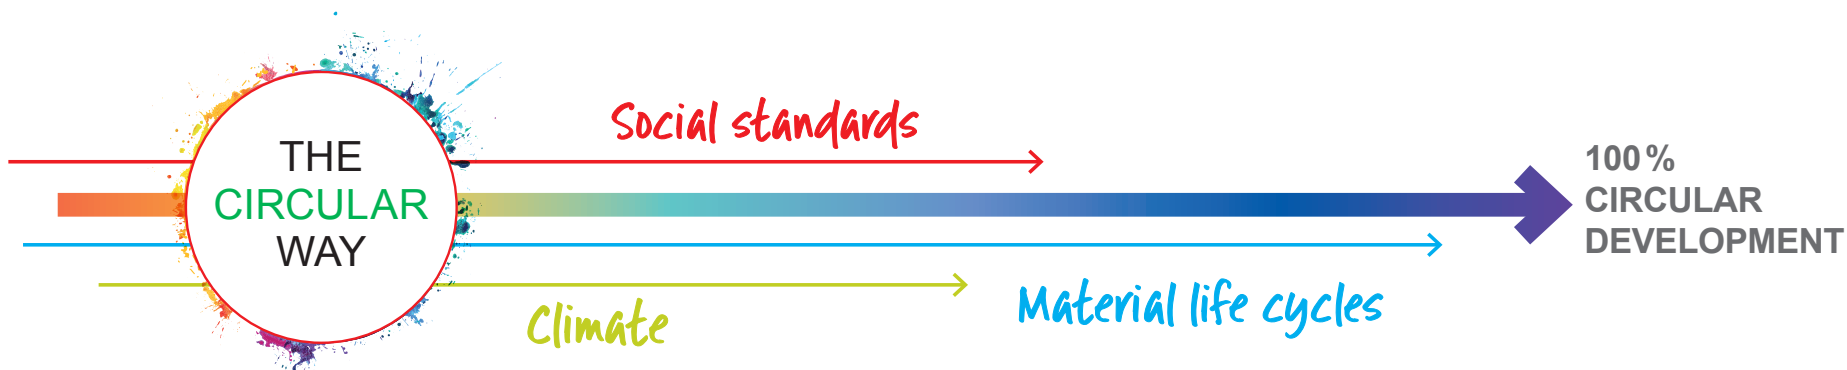 THE
CIRCULAR
WAY
Social standards
Climate
Material life cycles
100 %
CIRCULAR
DEVELOPMENT